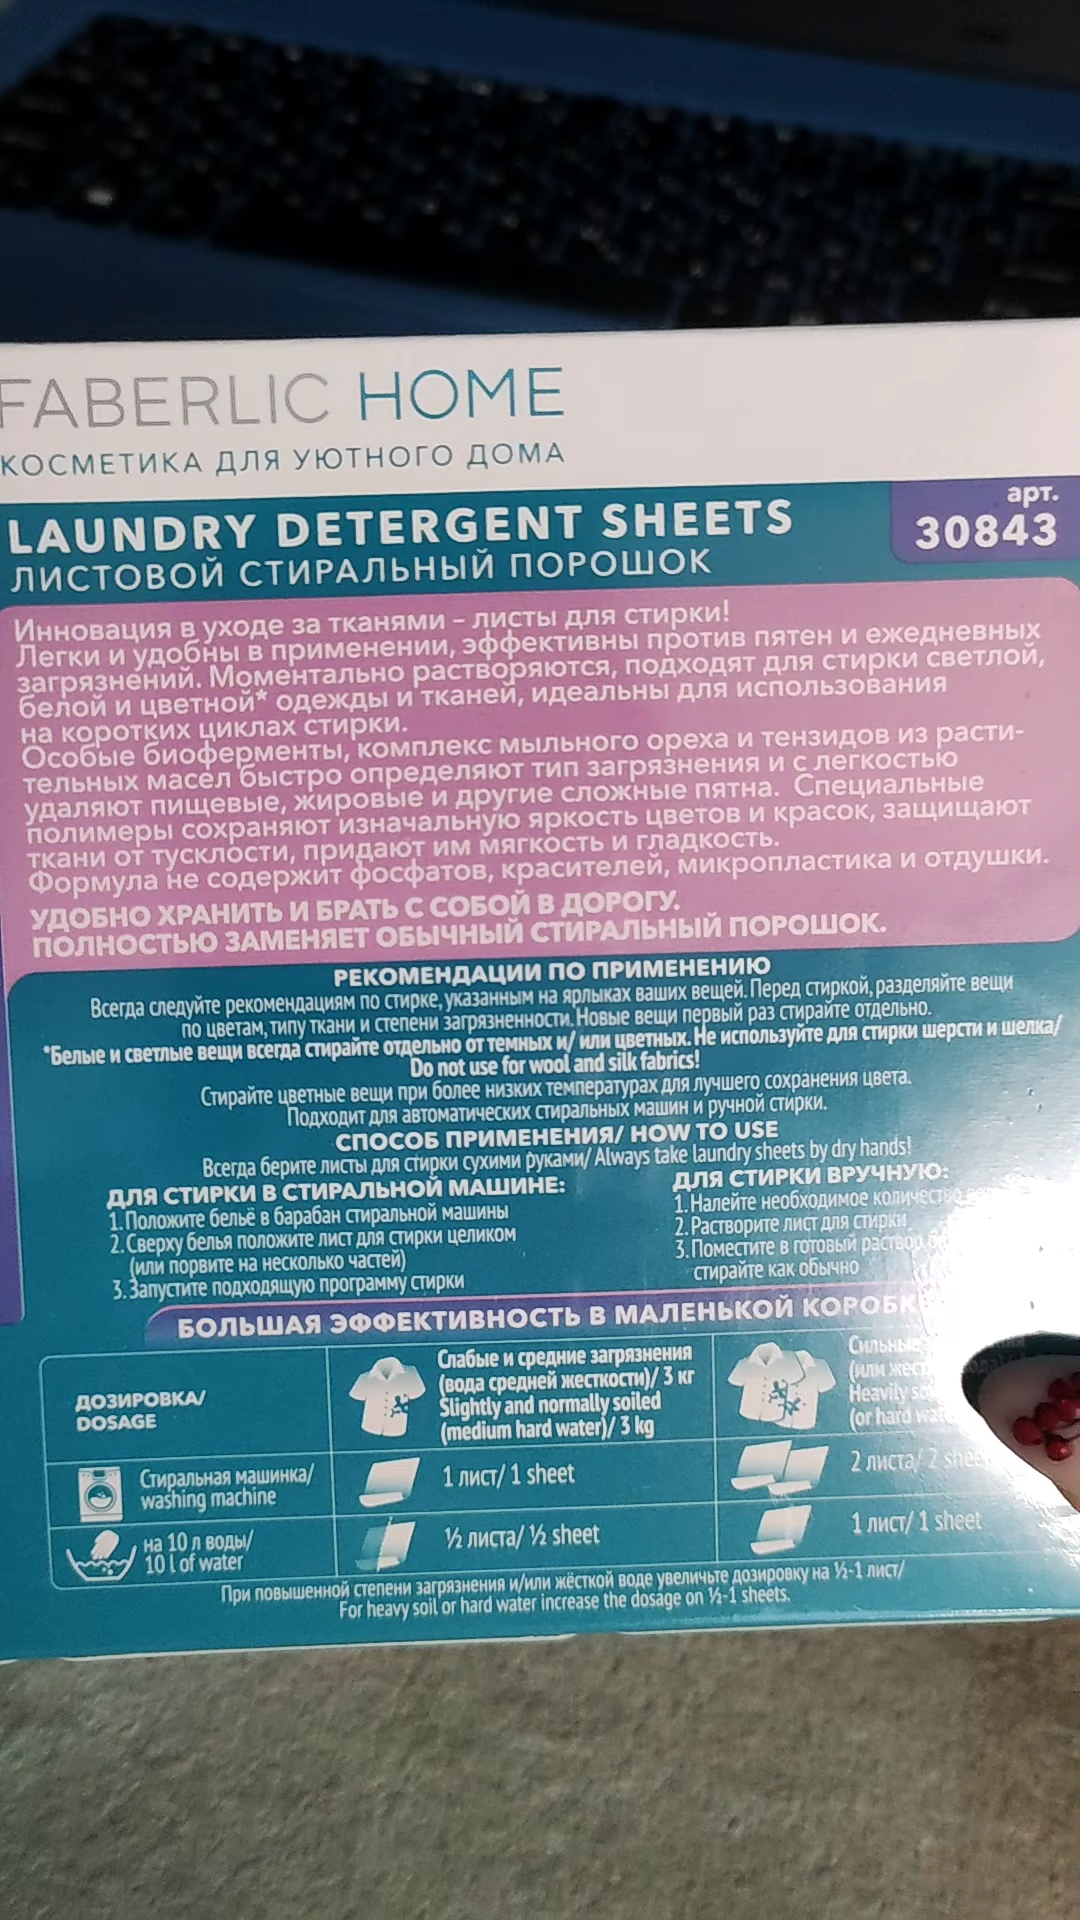 FABERLIC HOME
КОСМЕТИКА ДЛЯ УЮТНОГО ДОМА
арт.
30843
LAUNDRY DETERGENT SHEETS
ЛИСТОВОЙ СТИРАЛЬНЫЙ ПОРОШОК
Инновация в уходе за тканями – листы для стирки!
Легки и удобны в применении, эффективны против пятен и ежедневных
загрязнений. Моментально растворяются, подходят для стирки светлой,
белой и цветной* одежды и тканей, идеальны для использования
на коротких циклах стирки.
Особые биоферменты, комплекс мыльного ореха и тензидов из расти-
тельных масел быстро определяют тип загрязнения и с легкостью
удаляют пищевые, жировые и другие сложные пятна. Специальные
полимеры сохраняют изначальную яркость цветов и красок, защищают
ткани от тусклости, придают им мягкость и гладкость.
Формула не содержит фосфатов, красителей, микропластика и отдушки.
УДОБНО ХРАНИТЬ И БРАТЬ С СОБОЙ В ДОРОГУ.
ПОЛНОСТЬЮ ЗАМЕНЯЕТ ОБЫЧНЫЙ СТИРАЛЬНЫЙ ПОРОШОК.
РЕКОМЕНДАЦИИ ПО ПРИМЕНЕНИЮ
Всегда следуйте рекомендациям по стирке, указанным на ярлыках ваших вещей. Перед стиркой, разделяйте вещи
по цветам, типу ткани и степени загрязненности. Новые вещи первый раз стирайте отдельно.
*Белые и светлые вещи всегда стирайте отдельно от темных и/ или цветных. Не используйте для стирки шерсти и шелка/
Do not use for wool and silk fabrics!
Стирайте цветные вещи при более низких температурах для лучшего сохранения цвета.
Подходит для автоматических стиральных машин и ручной стирки.
СПОСОБ ПРИМЕНЕНИЯ/ HOW TO USE
Всегда берите листы для стирки сухими руками/ Always take laundry sheets by dry hands!
ДЛЯ СТИРКИ В СТИРАЛЬНОЙ МАШИНЕ:
1. Положите бельё в барабан стиральной машины
2. Сверху белья положите лист для стирки целиком
(или порвите на несколько частей)
3. Запустите подходящую программу стирки
ДЛЯ СТИРКИ ВРУЧНУЮ:
1. Налейте необходимое количество
2. Растворите лист для стирки
3. Поместите в готовый раствор
стирайте как обычно
БОЛЬШАЯ ЭФФЕКТИВНОСТЬ В МАЛЕНЬКОЙ
ДОЗИРОВКА/
DOSAGE
Слабые и средние загрязнения
(вода средней жесткости)/ 3 кг
Slightly and normally soiled
(medium hard water)/ 3 kg
Сильные
(или
Heavily
(or hard
Стиральная машинка/
washing machine
1 лист/ 1 sheet
2 листа/ 2
на 10 л воды/
10 l of water
½ листа/ ½ sheet
1 лист/ 1 sheet
При повышенной степени загрязнения и/или жёсткой воде увеличьте дозировку на ½-1 лист/
For heavy soil or hard water increase the dosage on ½-1 sheets.